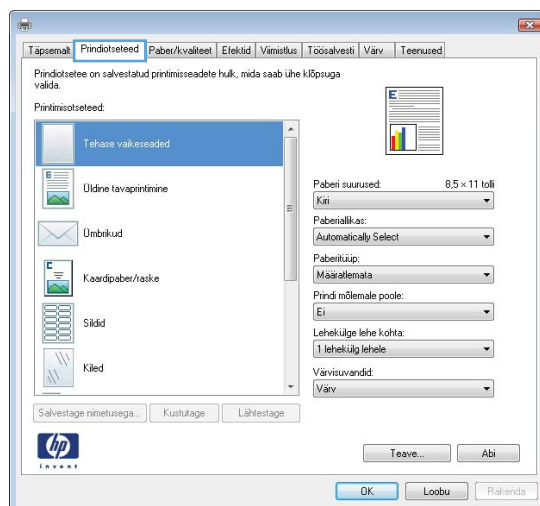 Täpsemalt Prindiotseteed Paber/kvaliteet Efektid Viimistlus Töösalvesti Värv Teenused
Prindiotsetee on salvestatud printimisseadete hulk, mida saab ühe klõpsuga
valida.
Printimisotseteed:
Tehase vaikeseaded
Üldine tavaprintimine
Ümbrikud
Kaardipaber/raske
Sildid
Kiled
Salvestage nimetusega...
Kustutage
Lähtestage
E
Paberi suurused: 8,5 × 11 tolli
Kiri
Paberiallikas:
Automatically Select
Paberitüüp:
Määratlemata
Prindi mõlemale poole:
Ei
Lehekülge lehe kohta:
1 lehekülg lehele
Värvisuvandid:
Värv
hp
invent
Teave...
Abi
OK
Loobu
Rakenda